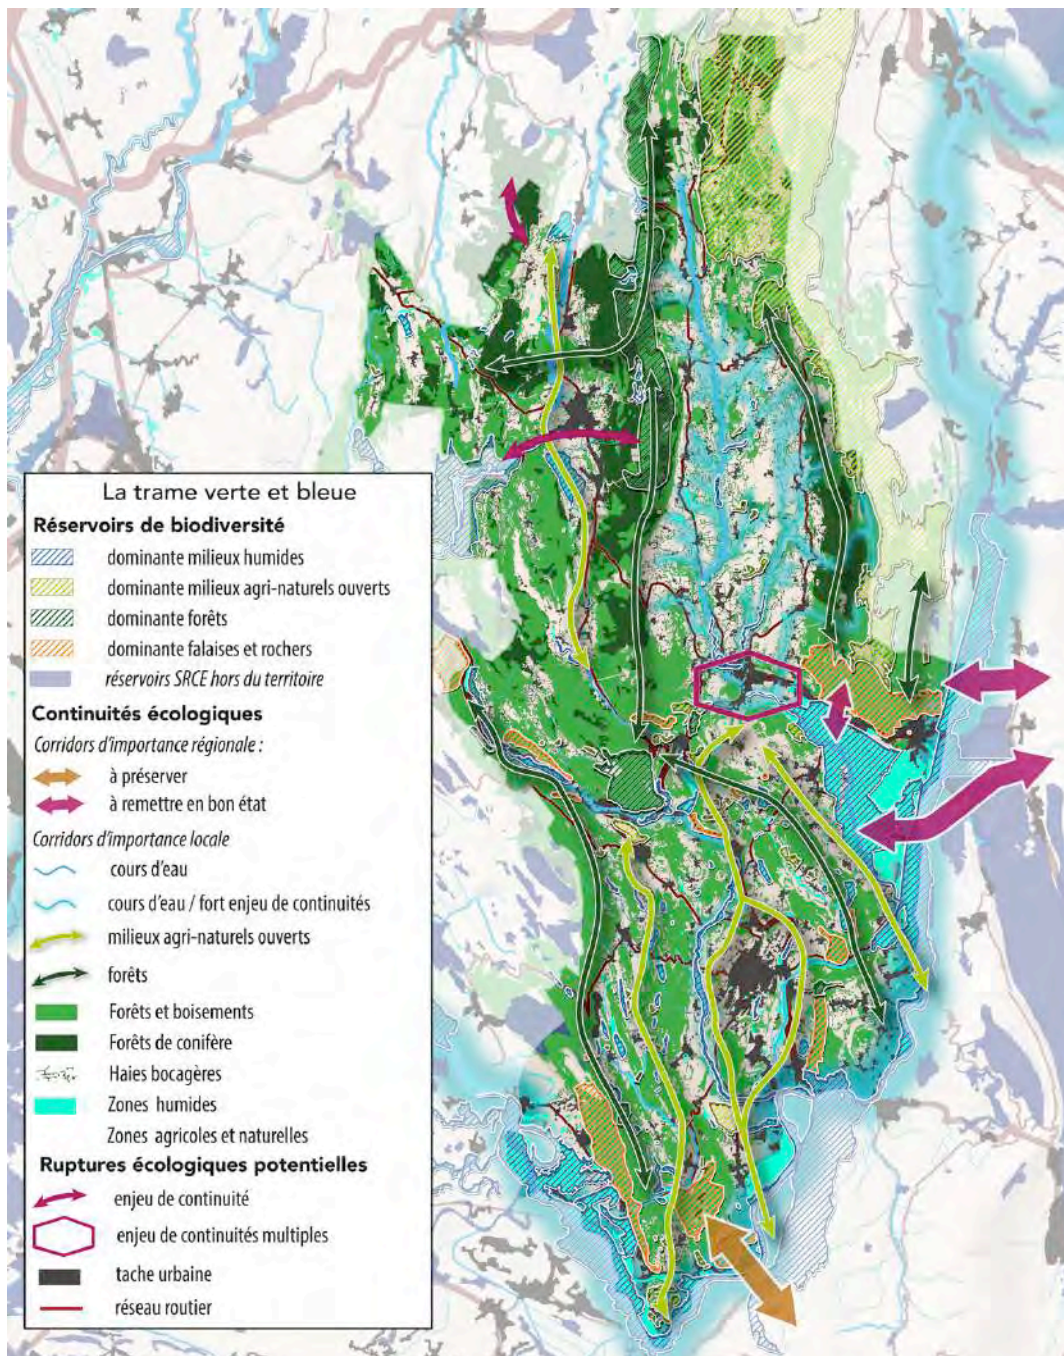 La trame verte et bleue
Réservoirs de biodiversité
dominante milieux humides
dominante milieux agri-naturels ouverts
dominante forêts
dominante falaises et rochers
réservoirs SRCE hors du territoire
Continuités écologiques
Corridors d'importance régionale :
à préserver
à remettre en bon état
Corridors d'importance locale
cours d'eau
cours d'eau / fort enjeu de continuités
milieux agri-naturels ouverts
forêts
Forêts et boisements
Forêts de conifère
Haies bocagères
Zones humides
Zones agricoles et naturelles
Ruptures écologiques potentielles
enjeu de continuité
enjeu de continuités multiples
tache urbaine
réseau routier